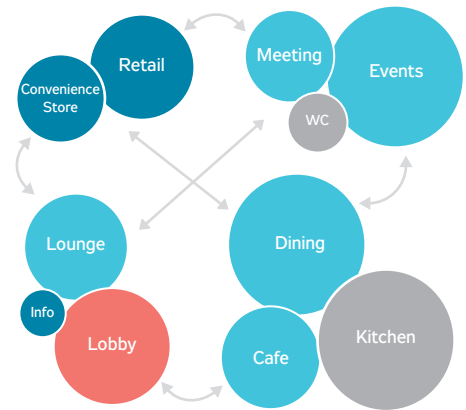 Retail
Convenience
Store
Meeting
Events
WC
Lounge
Info
Lobby
Dining
Cafe
Kitchen